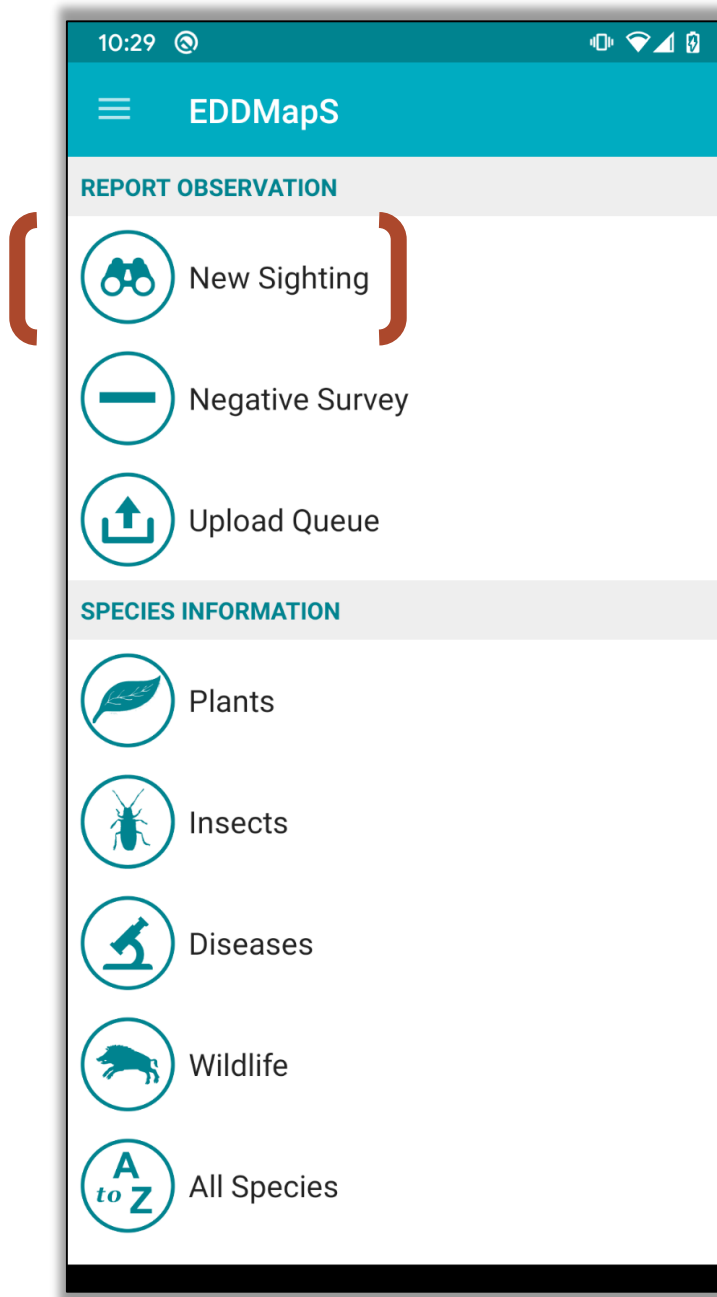 10:29
EDDMapS
REPORT OBSERVATION
New Sighting
Negative Survey
Upload Queue
SPECIES INFORMATION
Plants
Insects
Diseases
Wildlife
A
to Z
All Species